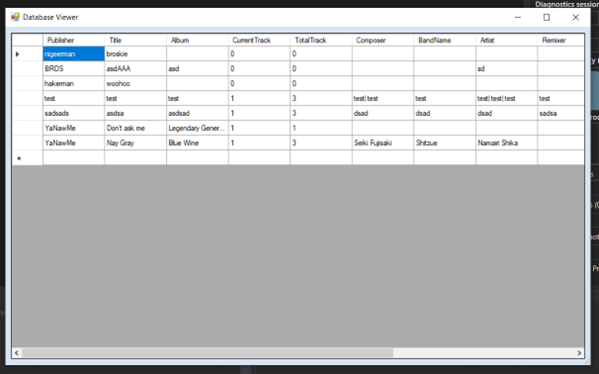 Diagnostics session
Database Viewer
Publisher Title Album CurrentTrack TotalTrack Composer BandName Artist Remixer
nigeeman broskie 0 0
BRDS asdAAA asd 0 0 sd
hakeman woohoo 0 0
test test test 1 3 test|test test test|test|test test
sadsads asdsa asdsad 1 3 dsad dsad dsad sadsa
YaNawMe Don't ask me Legendary Gener... 1 1
YaNawMe Nay Gray Blue Wine 1 3 Seiki Fujisaki Shitzue Namairi Shika